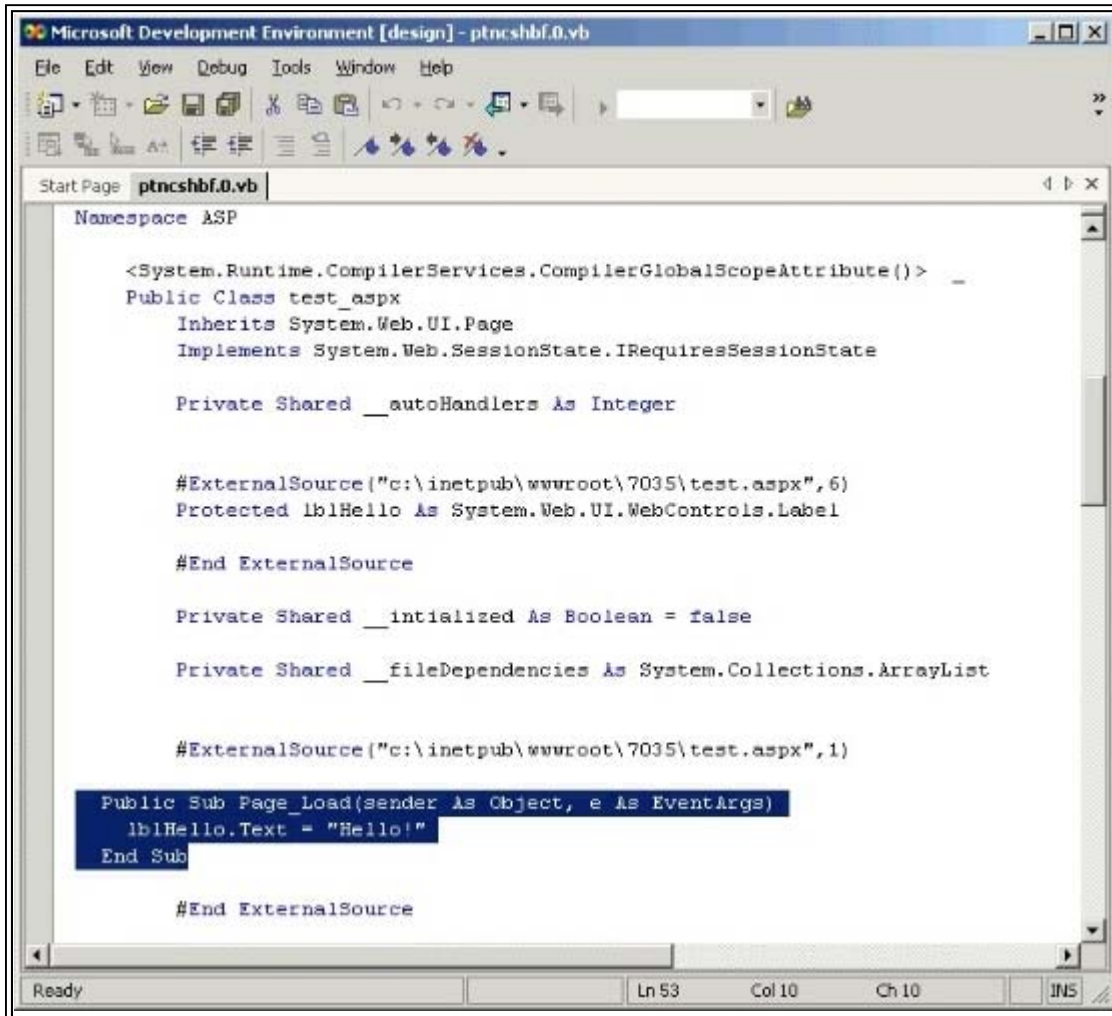 Microsoft Development Environment [design] - ptncshbf.0.vb
File Edit View Debug Tools Window Help
Start Page ptncshbf.0.vb
Namespace ASP
<System.Runtime.CompilerServices.CompilerGlobalScopeAttribute()> _
Public Class test_aspx
Inherits System.Web.UI.Page
Implements System.Web.SessionState.IRequiresSessionState
Private Shared __autoHandlers As Integer
#ExternalSource("c:\inetpub\wwwroot\7035\test.aspx",6)
Protected lblHello As System.Web.UI.WebControls.Label
#End ExternalSource
Private Shared __intialized As Boolean = false
Private Shared __fileDependencies As System.Collections.ArrayList
#ExternalSource("c:\inetpub\wwwroot\7035\test.aspx",1)
Public Sub Page_Load(sender As Object, e As EventArgs)
lblHello.Text = "Hello!"
End Sub
#End ExternalSource
Ready Ln 53 Col 10 Ch 10 INS